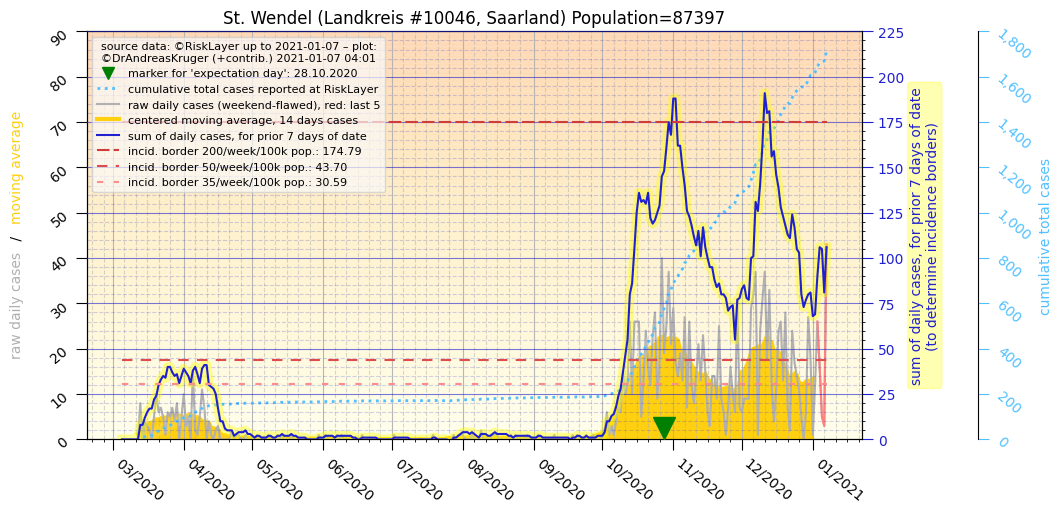 St. Wendel (Landkreis #10046, Saarland) Population=87397
source data: ©RiskLayer up to 2021-01-07 – plot:
©DrAndreasKruger (+contrib.) 2021-01-07 04:01
marker for 'expectation day': 28.10.2020
cumulative total cases reported at RiskLayer
raw daily cases (weekend-flawed), red: last 5
centered moving average, 14 days cases
sum of daily cases, for prior 7 days of date
incid. border 200/week/100k pop.: 174.79
incid. border 50/week/100k pop.: 43.70
incid. border 35/week/100k pop.: 30.59
raw daily cases / moving average
90
80
70
60
50
40
30
20
10
0
03/2020
04/2020
05/2020
06/2020
07/2020
08/2020
09/2020
10/2020
11/2020
12/2020
01/2021
225
200
175
150
125
100
75
50
25
0
sum of daily cases, for prior 7 days of date
(to determine incidence borders)
1,800
1,600
1,400
1,200
1,000
800
600
400
200
0
cumulative total cases